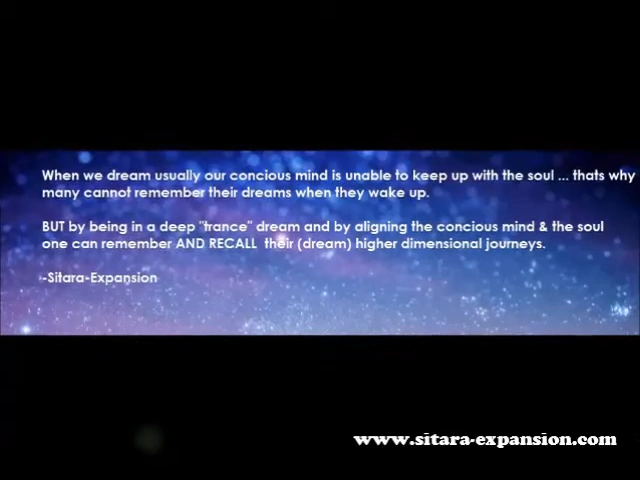 When we dream usually our concious mind is unable to keep up with the soul ... thats why
many cannot remember their dreams when they wake up.
BUT by being in a deep "trance" dream and by aligning the concious mind & the soul
one can remember AND RECALL their (dream) higher dimensional journeys.
-Sitara-Expansion
www.sitara-expansion.com